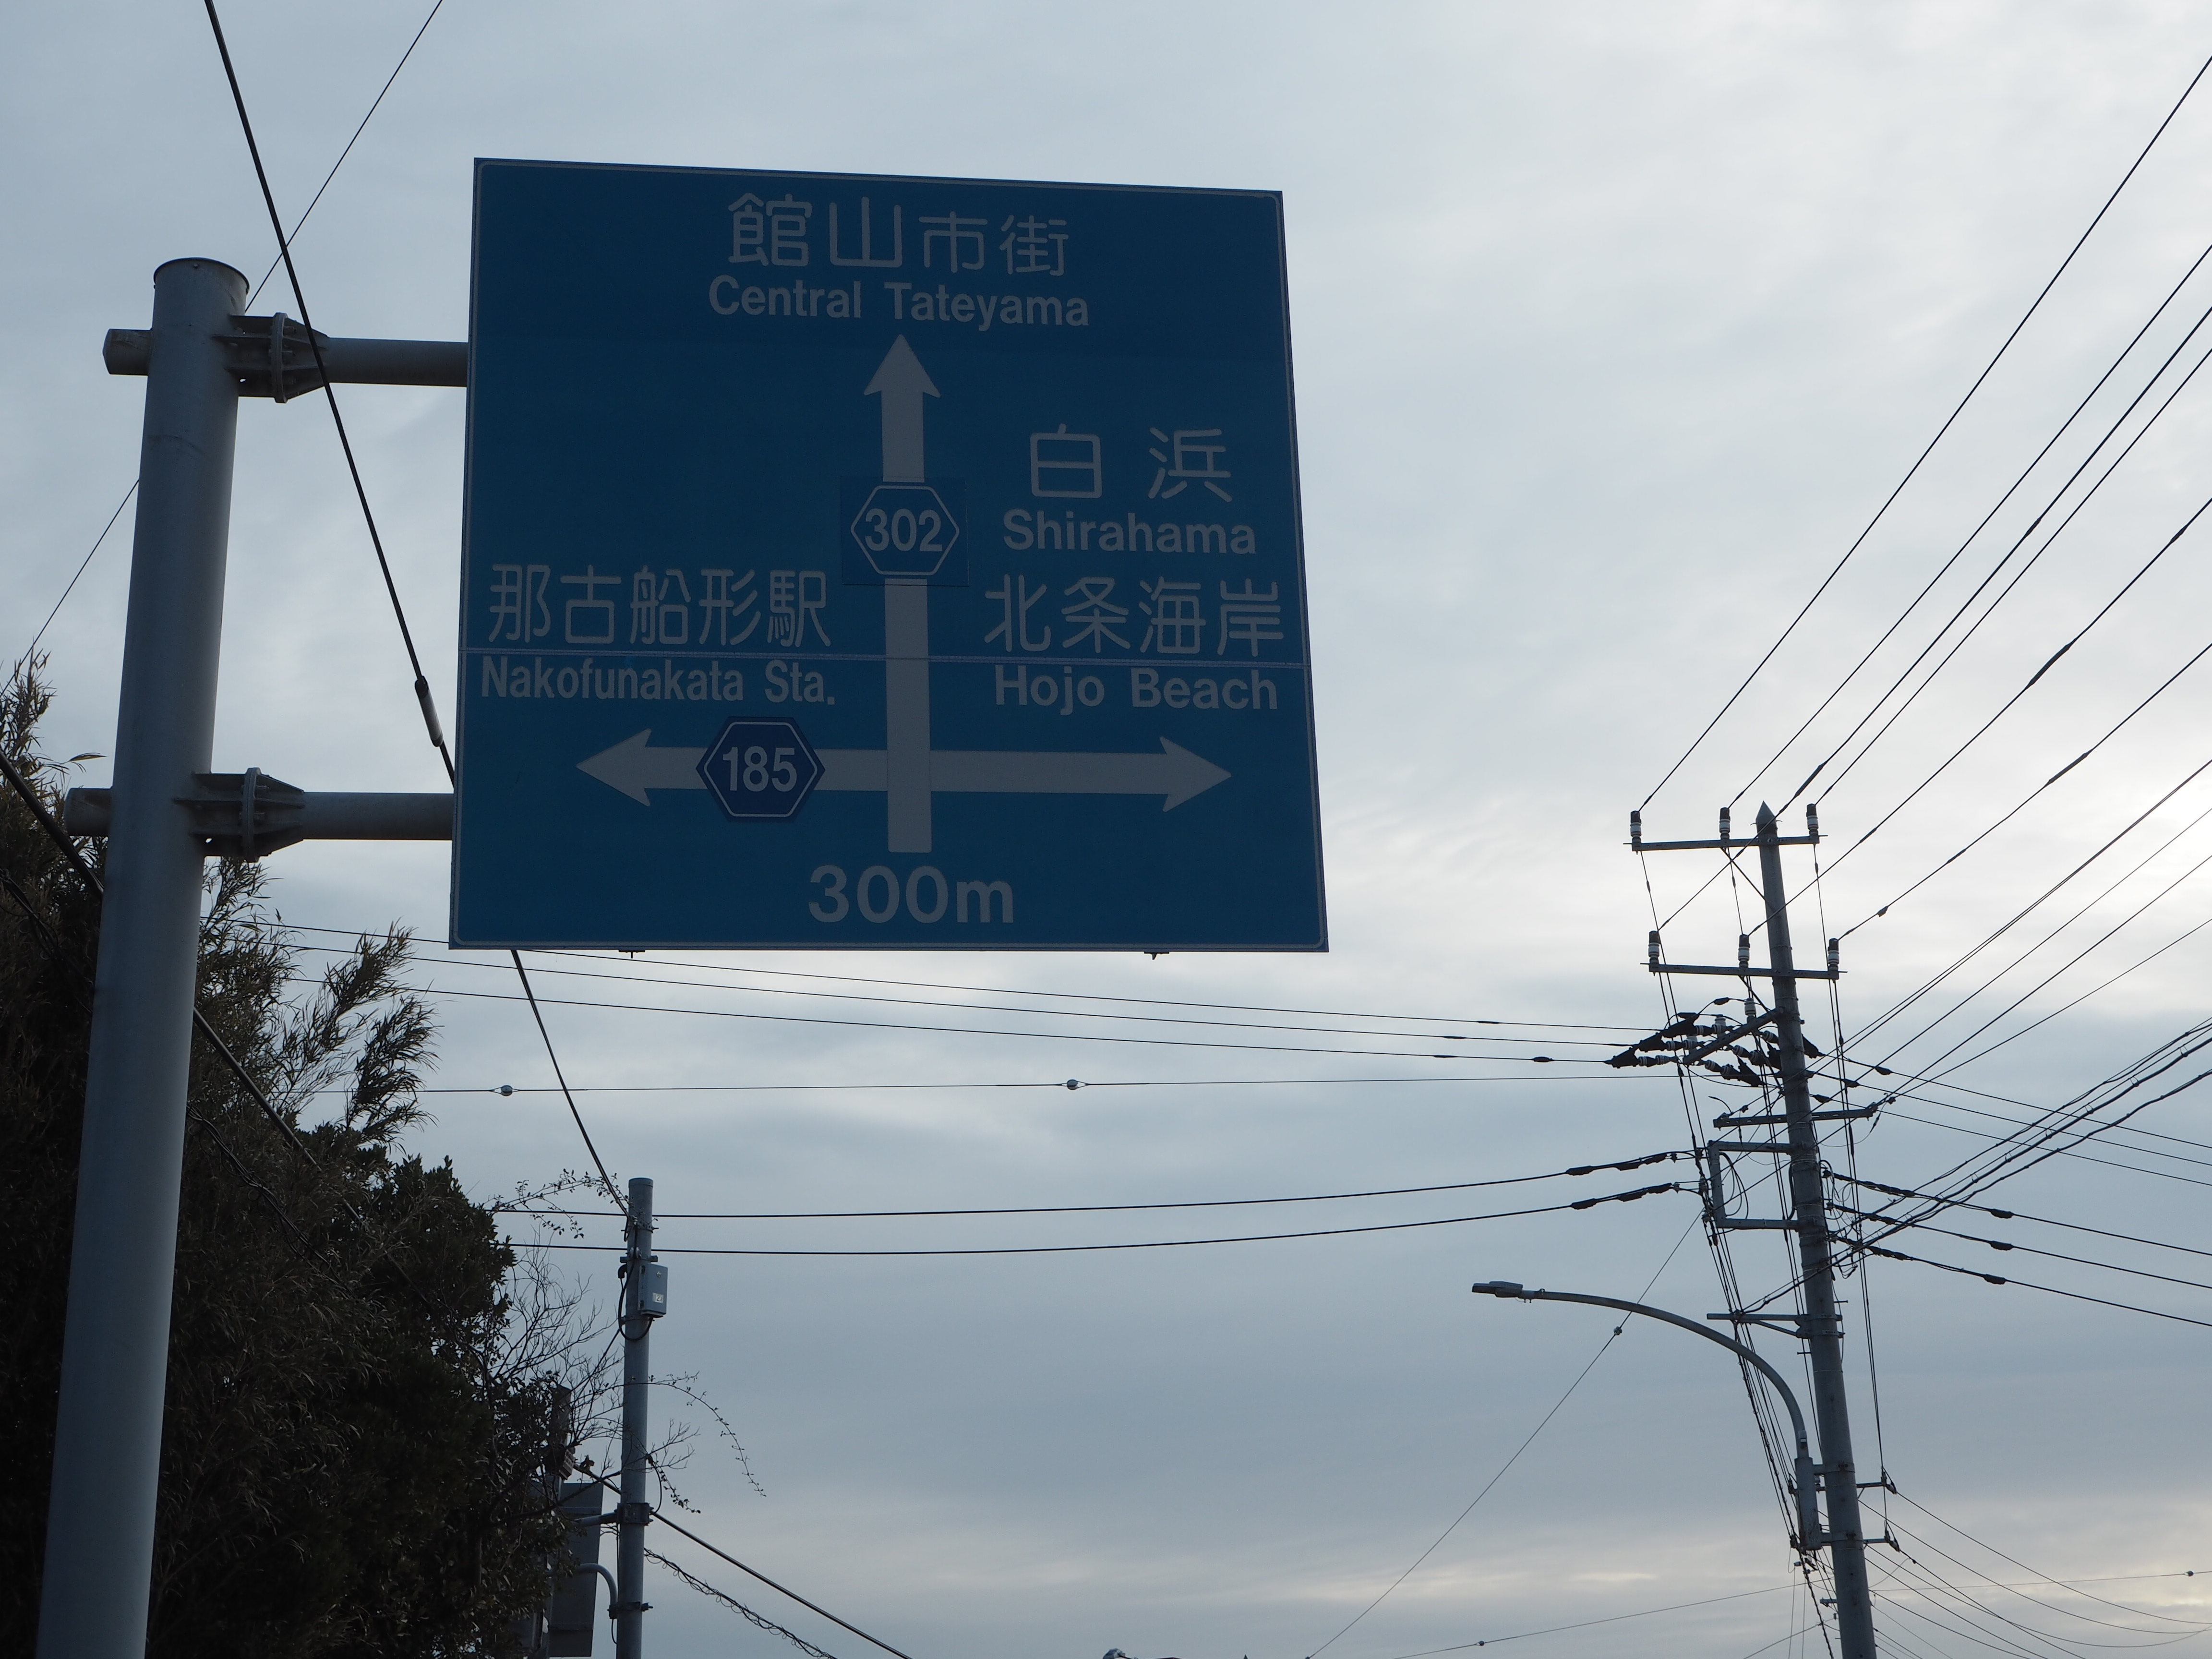 館山市街
Central Tateyama
302
白浜
Shirahama
那古船形駅
Nakofunakata Sta.
北条海岸
Hojo Beach
185
300m